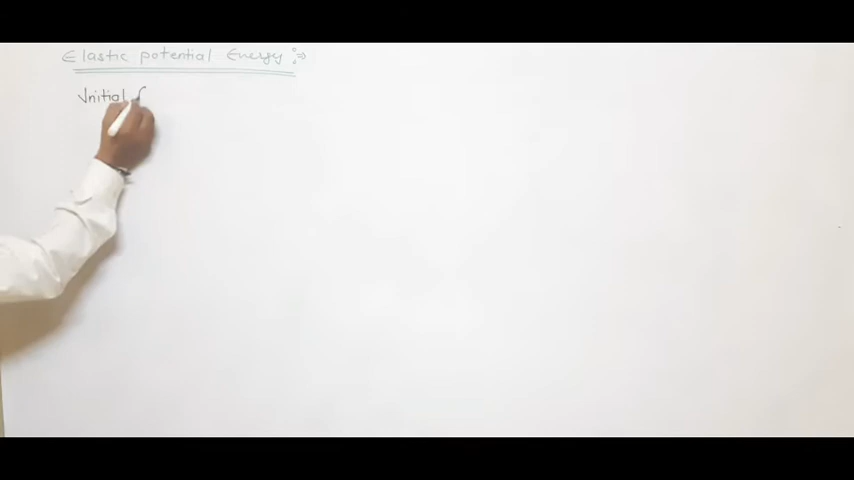 Elastic potential Energy :⇒
Initial f